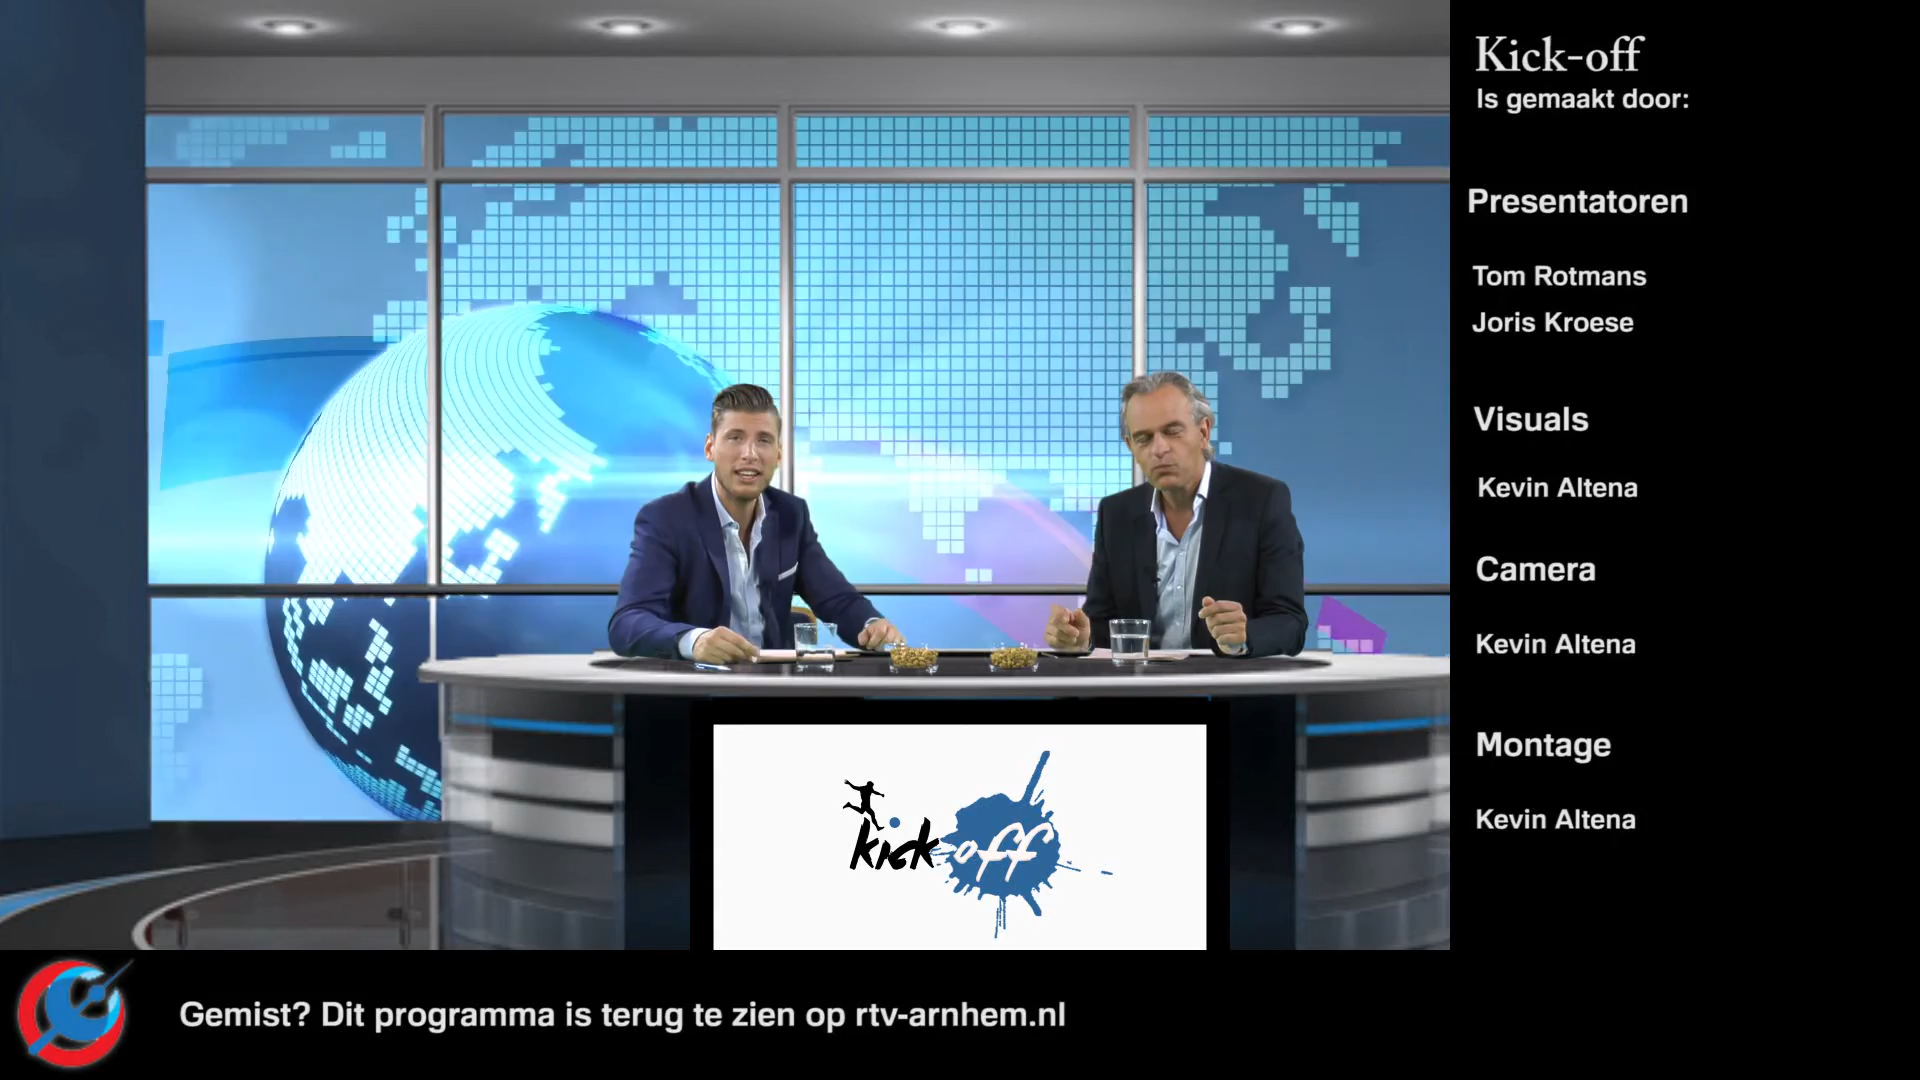 Kick-off
Is gemaakt door:
Presentatoren
Tom Rotmans
Joris Kroese
Visuals
Kevin Altena
Camera
Kevin Altena
Montage
Kevin Altena
kick-off
Gemist? Dit programma is terug te zien op rtv-arnhem.nl